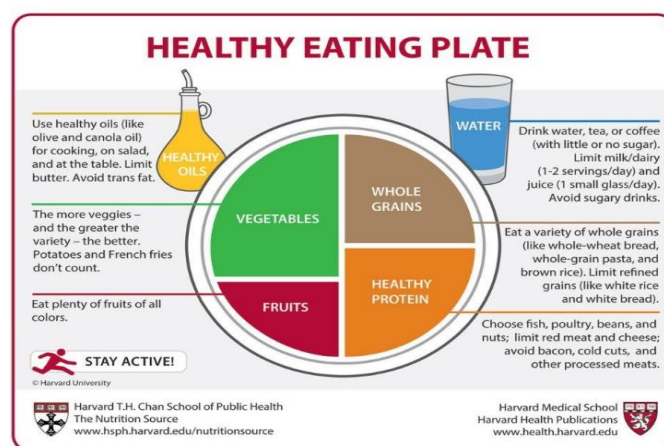 HEALTHY EATING PLATE
Use healthy oils (like
olive and canola oil)
for cooking, on salad,
and at the table. Limit
butter. Avoid trans fat.
HEALTHY
OILS
The more veggies –
and the greater the
variety – the better.
Potatoes and French fries
don't count.
Eat plenty of fruits of all
colors.
VEGETABLES
FRUITS
WHOLE
GRAINS
HEALTHY
PROTEIN
WATER
Drink water, tea, or coffee
(with little or no sugar).
Limit milk/dairy
(1-2 servings/day) and
juice (1 small glass/day).
Avoid sugary drinks.
Eat a variety of whole grains
(like whole-wheat bread,
whole-grain pasta, and
brown rice). Limit refined
grains (like white rice
and white bread).
Choose fish, poultry, beans, and
nuts; limit red meat and cheese;
avoid bacon, cold cuts, and
other processed meats.
STAY ACTIVE!
© Harvard University
Harvard T.H. Chan School of Public Health
The Nutrition Source
www.hsph.harvard.edu/nutritionsource
Harvard Medical School
Harvard Health Publications
www.health.harvard.edu